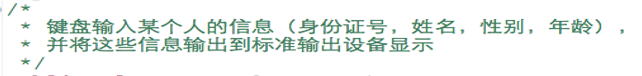 /*
 * 键盘输入某个人的信息（身份证号，姓名，性别，年龄），
 * 并将这些信息输出到标准输出设备显示
 */